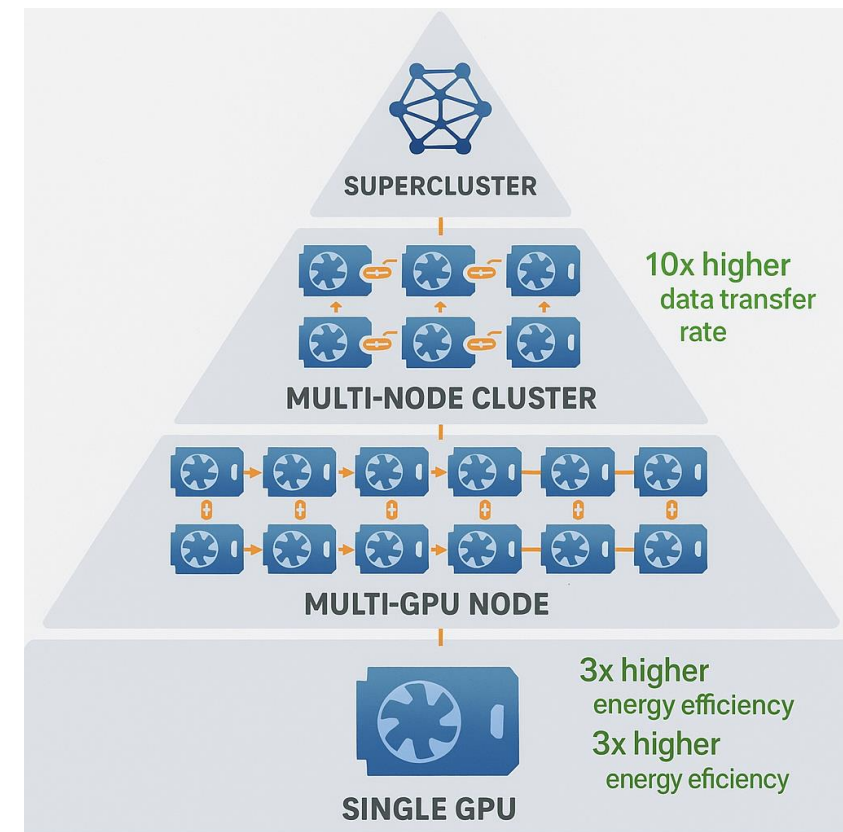 SUPERCLUSTER
10x higher
data transfer
rate
MULTI-NODE CLUSTER
MULTI-GPU NODE
3x higher
energy efficiency
3x higher
energy eficiency
SINGLE GPU